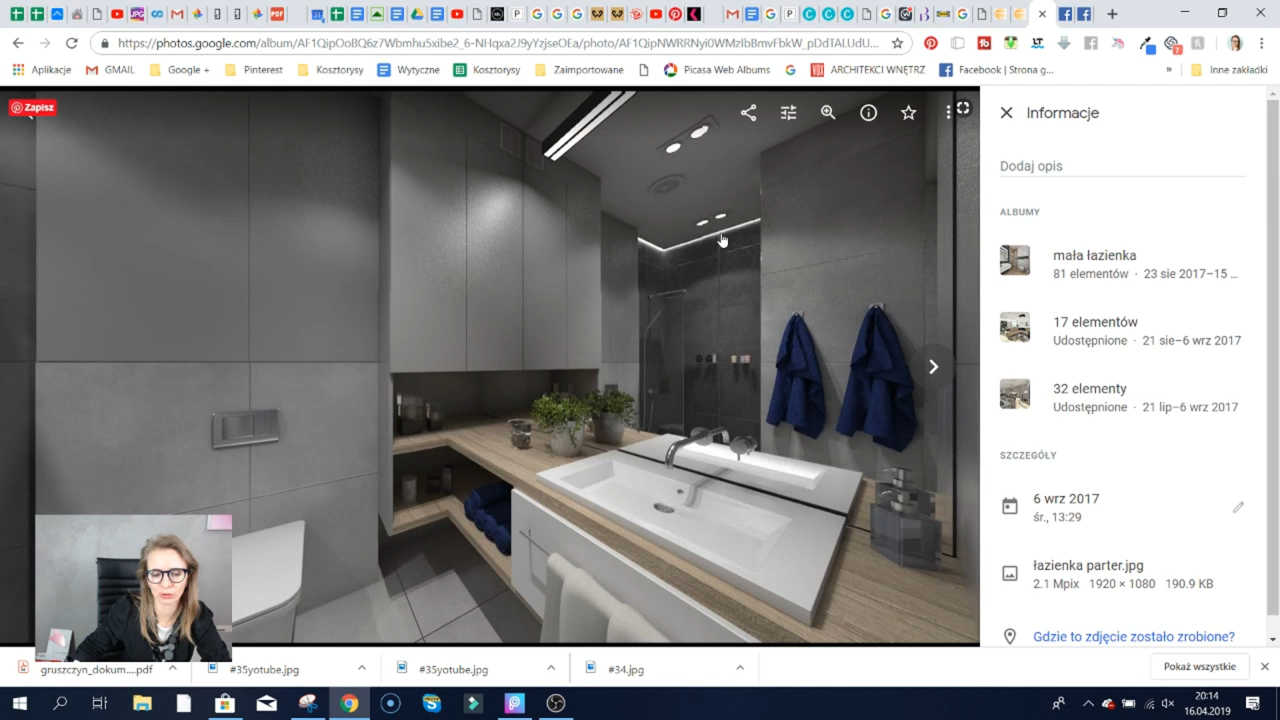 https://photos.google.com/album/AF1QipOoBQ6z7Wbmhu5xibe2_6-NHqxa2J9yYzjseOEa/photo/AF1QipNWRRNyi0WMzIbBmvFbkW_pDdTALUdU...
Aplikacje
GMAIL
Google +
Pinterest
Kosztorysy
Wytyczne
Kosztorysy
Zaimportowane
Picasa Web Albums
ARCHITEKCI WNĘTRZ
Facebook | Strona g...
»
Inne zakładki
Zapisz
Informacje
Dodaj opis
ALBUMY
mała łazienka
81 elementów · 23 sie 2017–15 ...
17 elementów
Udostępnione · 21 sie–6 wrz 2017
32 elementy
Udostępnione · 21 lip–6 wrz 2017
SZCZEGÓŁY
6 wrz 2017
śr., 13:29
łazienka parter.jpg
2.1 Mpix 1920 × 1080 190.9 KB
Gdzie to zdjęcie zostało zrobione?
gruszczyn_dokum....pdf
#35yotube.jpg
#35yotube.jpg
#34.jpg
Pokaż wszystkie
20:14
16.04.2019